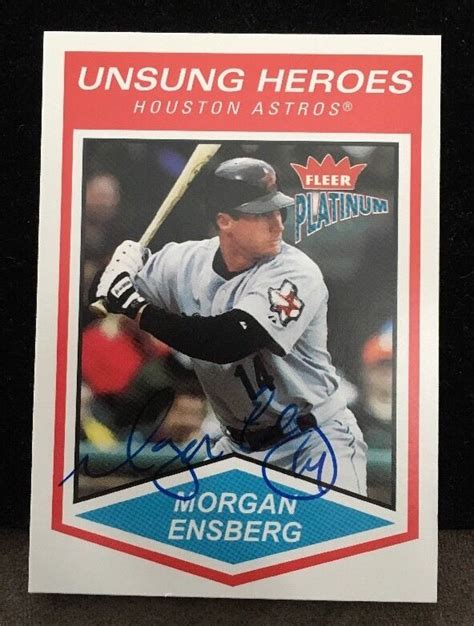 UNSUNG HEROES
HOUSTON ASTROS®
FLEER
PLATINUM
14
MORGAN
ENSBERG